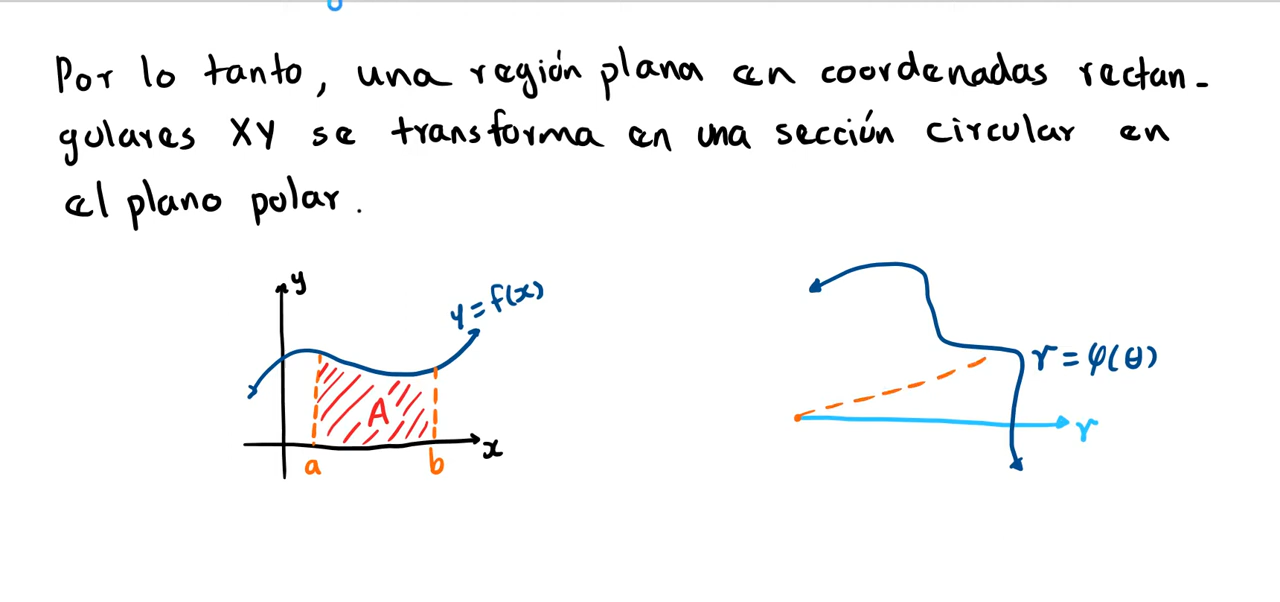 Por lo tanto, una región plana en coordenadas rectan-
gulares XY se transforma en una sección circular en
el plano polar.
y
y = f(x)
A
x
a
b
r = φ(θ)
r